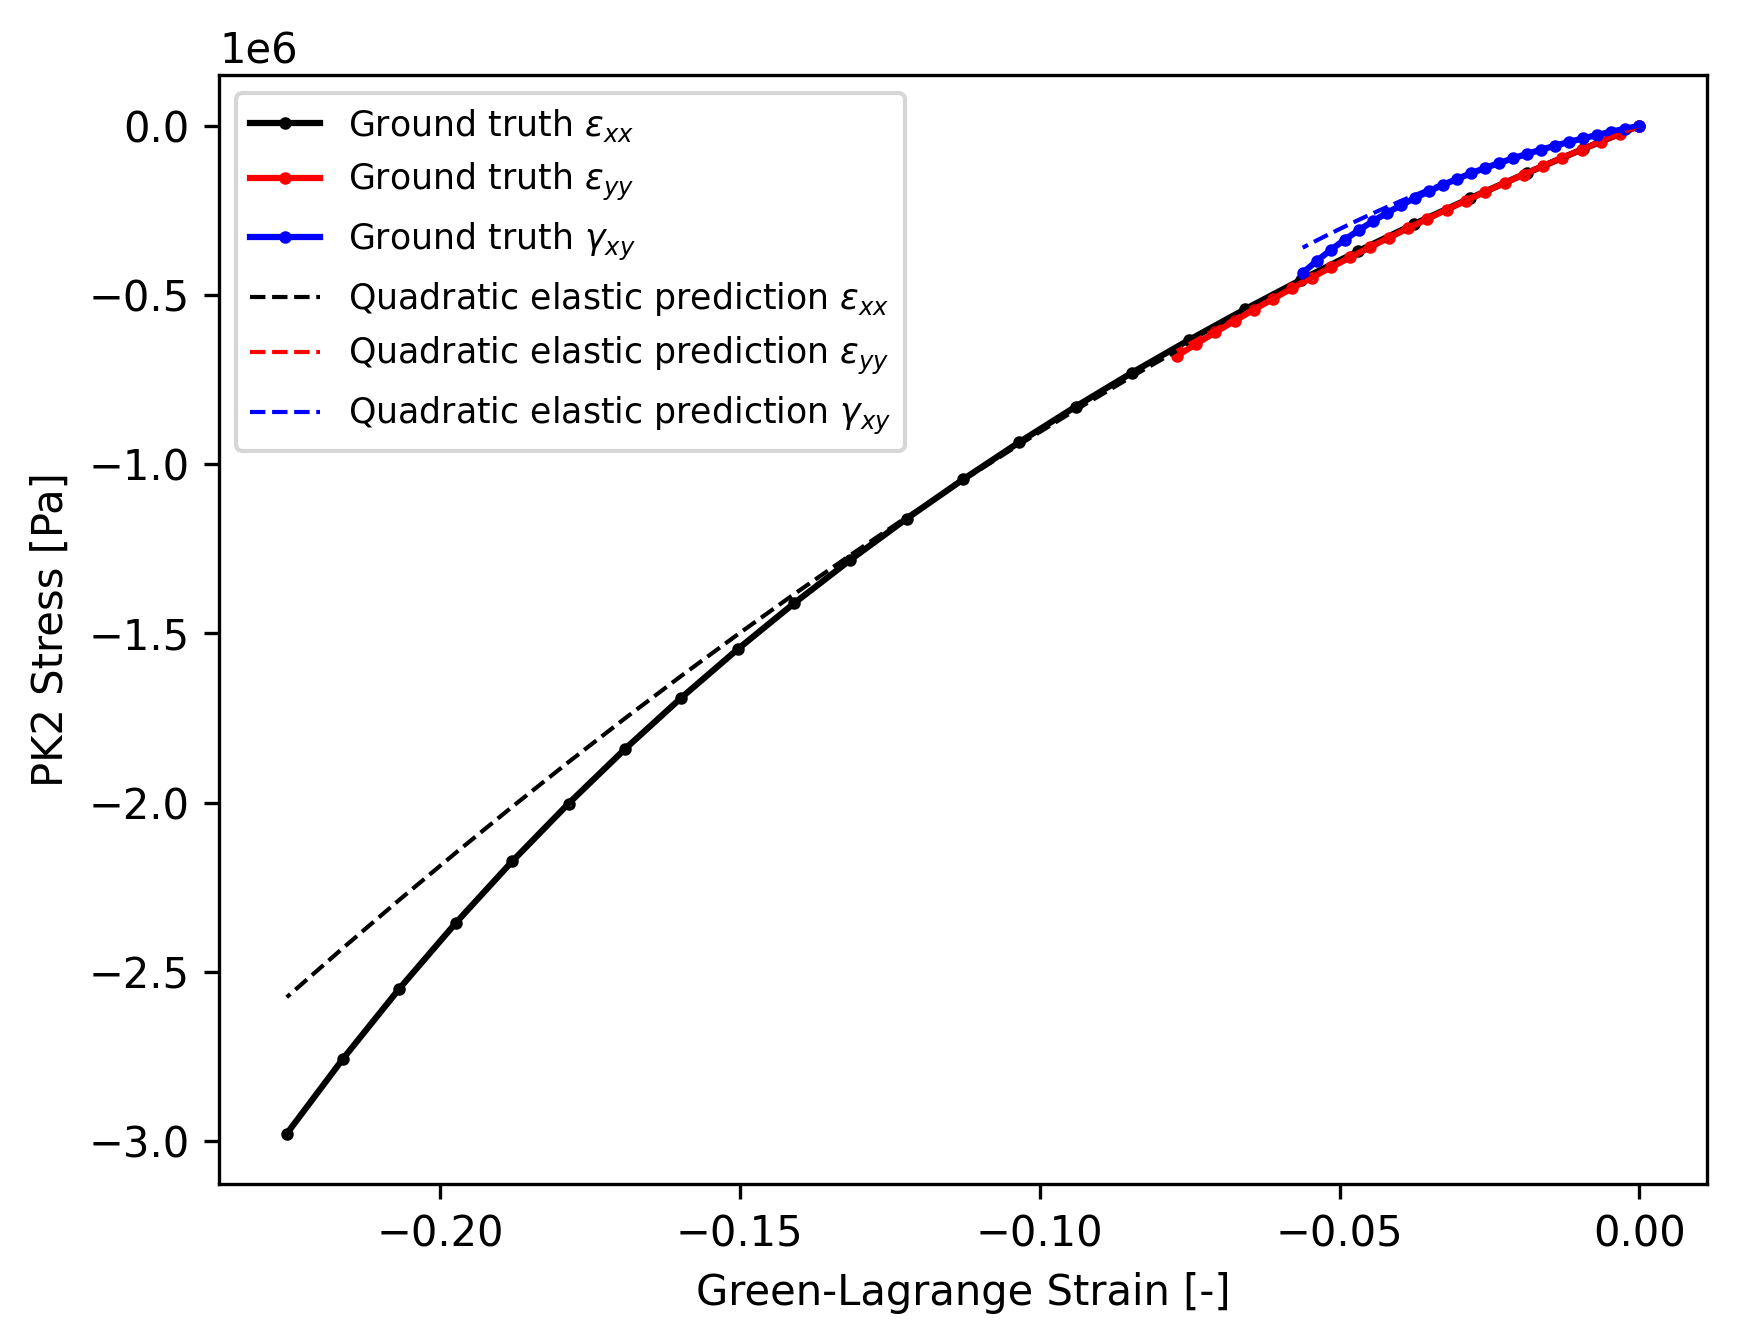 1e6
0.0
−0.5
−1.0
−1.5
−2.0
−2.5
−3.0
PK2 Stress [Pa]
Ground truth εxx
Ground truth εyy
Ground truth γxy
Quadratic elastic prediction εxx
Quadratic elastic prediction εyy
Quadratic elastic prediction γxy
−0.20
−0.15
−0.10
−0.05
0.00
Green-Lagrange Strain [-]